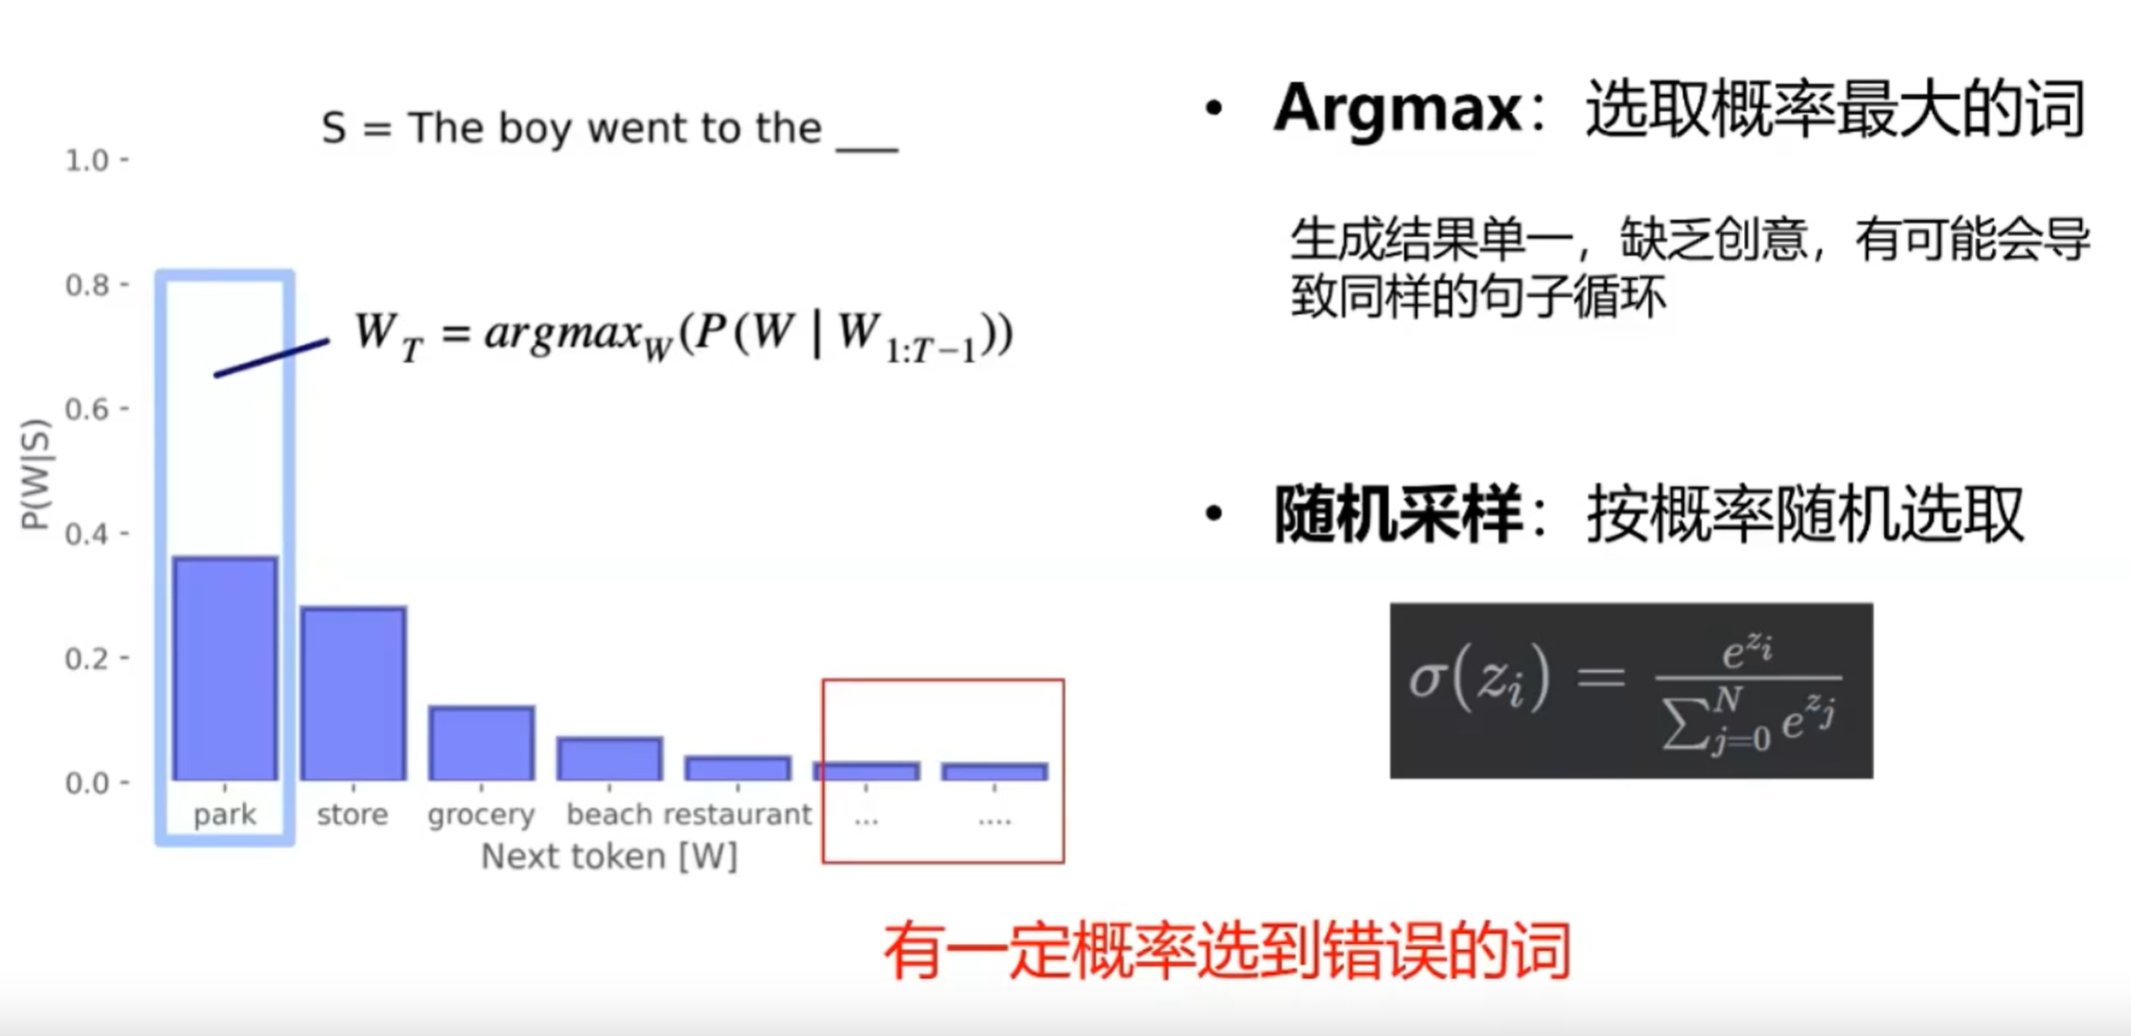 S = The boy went to the ___
1.0
0.8
0.6
0.4
0.2
0.0
P(W|S)
W_T = argmax_W(P(W | W_{1:T−1}))
park store grocery beach restaurant ... ....
Next token [W]
• Argmax：选取概率最大的词
生成结果单一，缺乏创意，有可能会导
致同样的句子循环
• 随机采样：按概率随机选取
σ(z_i) = e^{z_i} / ∑_{j=0}^{N} e^{z_j}
有一定概率选到错误的词